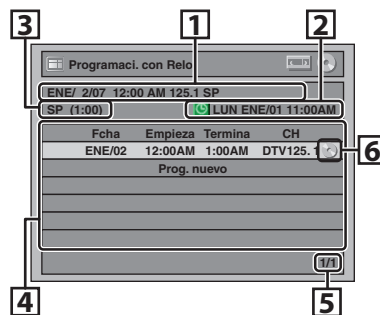 1
2
3
Programaci. con Relo
ENE/ 2/07 12:00 AM 125.1 SP
SP (1:00)
LUN ENE/01 11:00AM
Fcha Empieza Termina CH
ENE/02 12:00AM 1:00AM DTV125. 1
6
Prog. nuevo
1/1
4
5